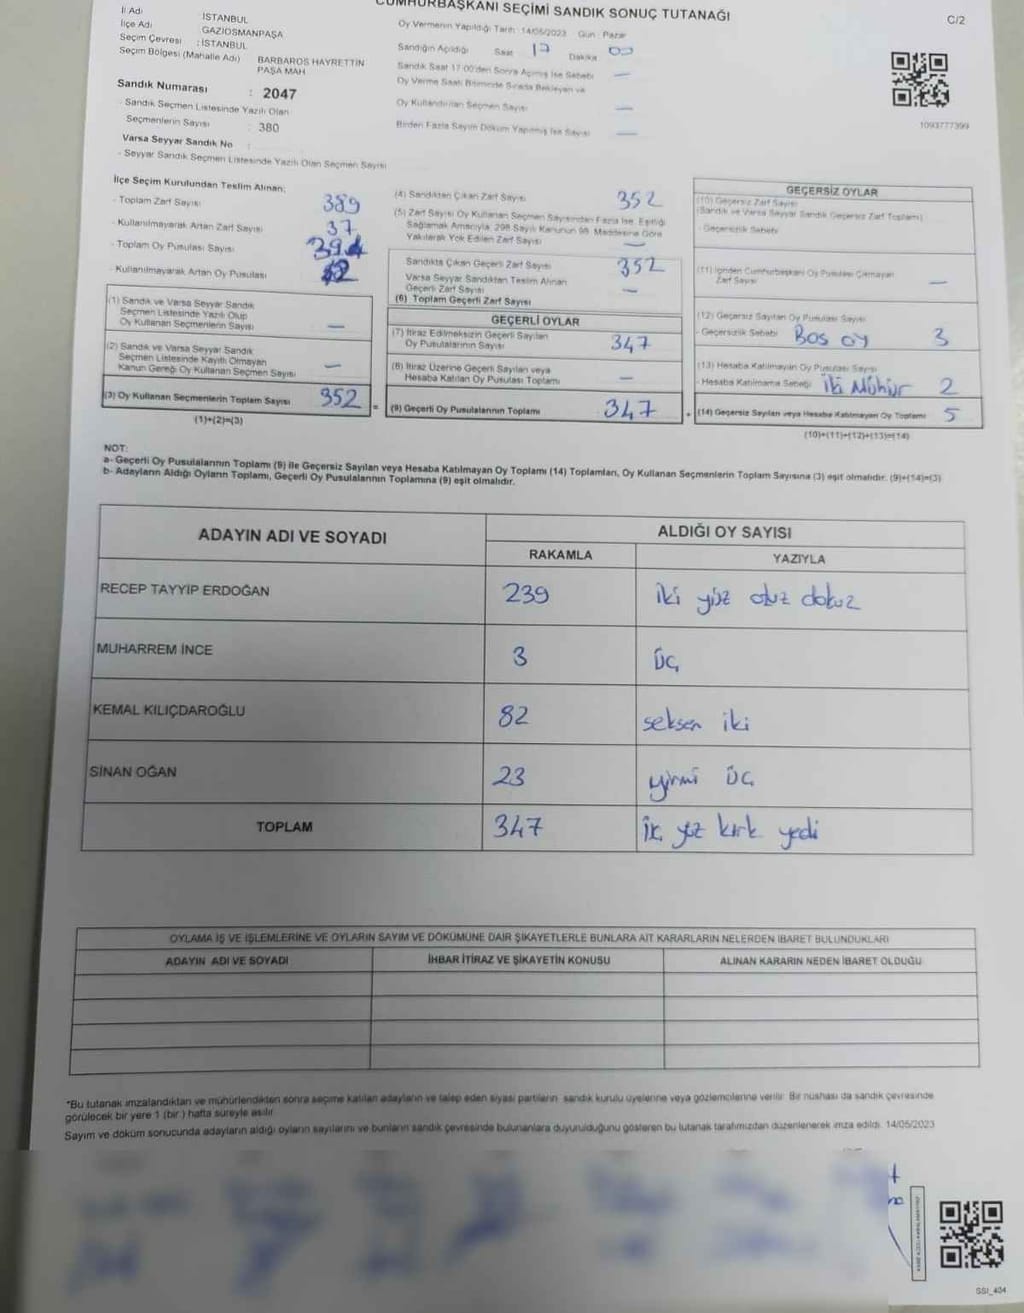 CUMHURBAŞKANI SEÇİMİ SANDIK SONUÇ TUTANAĞI
C/2
İl Adı İSTANBUL
İlçe Adı GAZİOSMANPAŞA
Seçim Çevresi : İSTANBUL
Seçim Bölgesi (Mahalle Adı) BARBAROS HAYRETTİN
PAŞA MAH
Sandık Numarası : 2047
- Sandık Seçmen Listesinde Yazılı Olan
Seçmenlerin Sayısı : 380
Varsa Seyyar Sandık No :
- Seyyar Sandık Seçmen Listesinde Yazılı Olan Seçmen Sayısı
Oy Vermenin Yapıldığı Tarih : 14/05/2023 Gün : Pazar
Sandığın Açıldığı Saat 17 Dakika 00
Sandık Saat 17:00'den Sonra Açılmış İse Sebebi —
Oy Verme Saati Bitiminde Sırada Bekleyen ve
Oy Kullandırılan Seçmen Sayısı —
Birden Fazla Sayım Döküm Yapılmış İse Sayısı —
1093777399
İlçe Seçim Kurulundan Teslim Alınan;
- Toplam Zarf Sayısı 389
- Kullanılmayarak Artan Zarf Sayısı 37
- Toplam Oy Pusulası Sayısı
- Kullanılmayarak Artan Oy Pusulası
(1) Sandık ve Varsa Seyyar Sandık
Seçmen Listesinde Yazılı Olup
Oy Kullanan Seçmenlerin Sayısı —
(2) Sandık ve Varsa Seyyar Sandık
Seçmen Listesinde Kayıtlı Olmayan
Kanun Gereği Oy Kullanan Seçmen Sayısı —
(3) Oy Kullanan Seçmenlerin Toplam Sayısı 352
(1)+(2)=(3)
(4) Sandıktan Çıkan Zarf Sayısı 352
(5) Zarf Sayısı Oy Kullanan Seçmen Sayısından Fazla İse, Eşitliği
Sağlamak Amacıyla, 298 Sayılı Kanunun 98. Maddesine Göre
Yakılarak Yok Edilen Zarf Sayısı —
Sandıkta Çıkan Geçerli Zarf Sayısı 352
Varsa Seyyar Sandıktan Teslim Alınan
Geçerli Zarf Sayısı —
(6) Toplam Geçerli Zarf Sayısı
GEÇERLİ OYLAR
(7) İtiraz Edilmeksizin Geçerli Sayılan
Oy Pusulalarının Sayısı 347
(8) İtiraz Üzerine Geçerli Sayılan veya
Hesaba Katılan Oy Pusulası Toplamı —
= (9) Geçerli Oy Pusulalarının Toplamı 347
GEÇERSİZ OYLAR
(10) Geçersiz Zarf Sayısı
(Sandık ve Varsa Seyyar Sandık Geçersiz Zarf Toplamı)
- Geçersizlik Sebebi
(11) İçinden Cumhurbaşkanı Oy Pusulası Çıkmayan
Zarf Sayısı —
(12) Geçersiz Sayılan Oy Pusulası Sayısı
- Geçersizlik Sebebi Boş oy 3
(13) Hesaba Katılmayan Oy Pusulası Sayısı
- Hesaba Katılmama Sebebi İki Mühür 2
+ (14) Geçersiz Sayılan veya Hesaba Katılmayan Oy Toplamı 5
(10)+(11)+(12)+(13)=(14)
NOT:
a- Geçerli Oy Pusulalarının Toplamı (9) ile Geçersiz Sayılan veya Hesaba Katılmayan Oy Toplamı (14) Toplamları, Oy Kullanan Seçmenlerin Toplam Sayısına (3) eşit olmalıdır. (9)+(14)=(3)
b- Adayların Aldığı Oyların Toplamı, Geçerli Oy Pusulalarının Toplamına (9) eşit olmalıdır.
ADAYIN ADI VE SOYADI
ALDIĞI OY SAYISI
RAKAMLA
YAZIYLA
RECEP TAYYİP ERDOĞAN 239 iki yüz otuz dokuz
MUHARREM İNCE 3 üç
KEMAL KILIÇDAROĞLU 82 seksen iki
SİNAN OĞAN 23 yirmi üç
TOPLAM 347 üç yüz kırk yedi
OYLAMA İŞ VE İŞLEMLERİNE VE OYLARIN SAYIM VE DÖKÜMÜNE DAİR ŞİKAYETLERLE BUNLARA AİT KARARLARIN NELERDEN İBARET BULUNDUKLARI
ADAYIN ADI VE SOYADI
İHBAR İTİRAZ VE ŞİKAYETİN KONUSU
ALINAN KARARIN NEDEN İBARET OLDUĞU
*Bu tutanak imzalandıktan ve mühürlendikten sonra seçime katılan adayların ve talep eden siyasi partilerin sandık kurulu üyelerine veya gözlemcilerine verilir. Bir nüshası da sandık çevresinde
görülecek bir yere 1 (bir) hafta süreyle asılır.
Sayım ve döküm sonucunda adayların aldığı oyların sayılarını ve bunların sandık çevresinde bulunanlara duyurulduğunu gösteren bu tutanak tarafımızdan düzenlenerek imza edildi. 14/05/2023
SSI_404